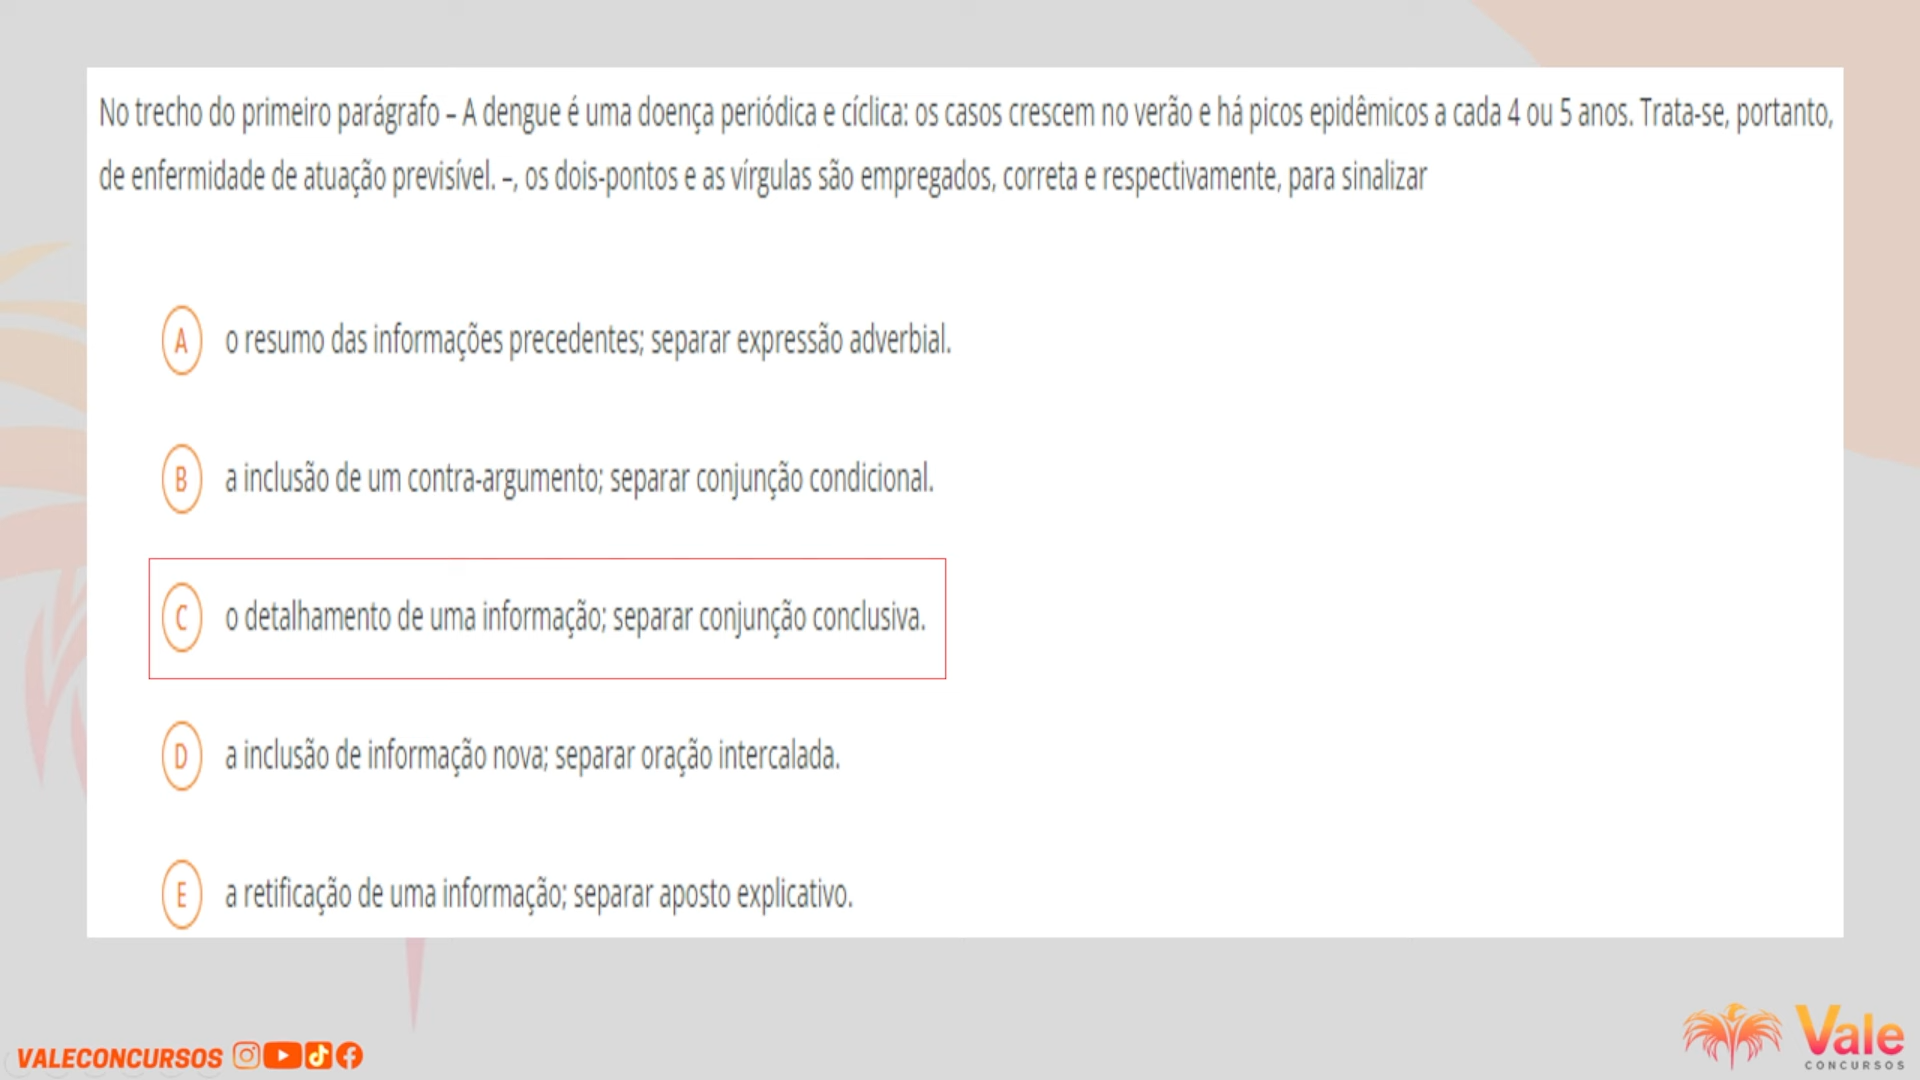 No trecho do primeiro parágrafo – A dengue é uma doença periódica e cíclica: os casos crescem no verão e há picos epidêmicos a cada 4 ou 5 anos. Trata-se, portanto,
de enfermidade de atuação previsível. –, os dois-pontos e as vírgulas são empregados, correta e respectivamente, para sinalizar
A o resumo das informações precedentes; separar expressão adverbial.
B a inclusão de um contra-argumento; separar conjunção condicional.
C o detalhamento de uma informação; separar conjunção conclusiva.
D a inclusão de informação nova; separar oração intercalada.
E a retificação de uma informação; separar aposto explicativo.
VALECONCURSOS
Vale
CONCURSOS